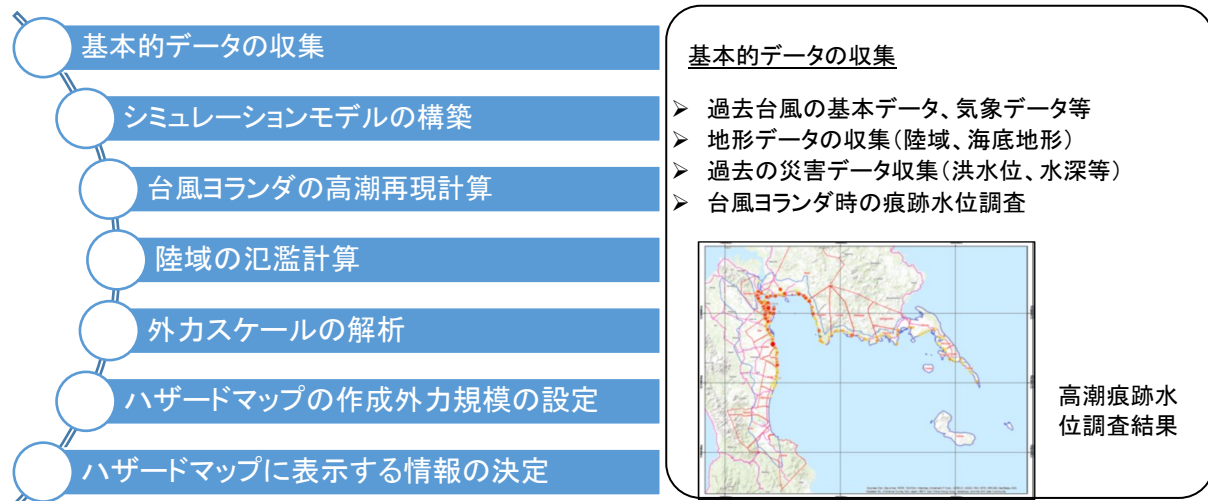 基本的データの収集
シミュレーションモデルの構築
台風ヨランダの高潮再現計算
陸域の氾濫計算
外力スケールの解析
ハザードマップの作成外力規模の設定
ハザードマップに表示する情報の決定
基本的データの収集
➢ 過去台風の基本データ、気象データ等
➢ 地形データの収集(陸域、海底地形)
➢ 過去の災害データ収集(洪水位、水深等)
➢ 台風ヨランダ時の痕跡水位調査
高潮痕跡水
位調査結果